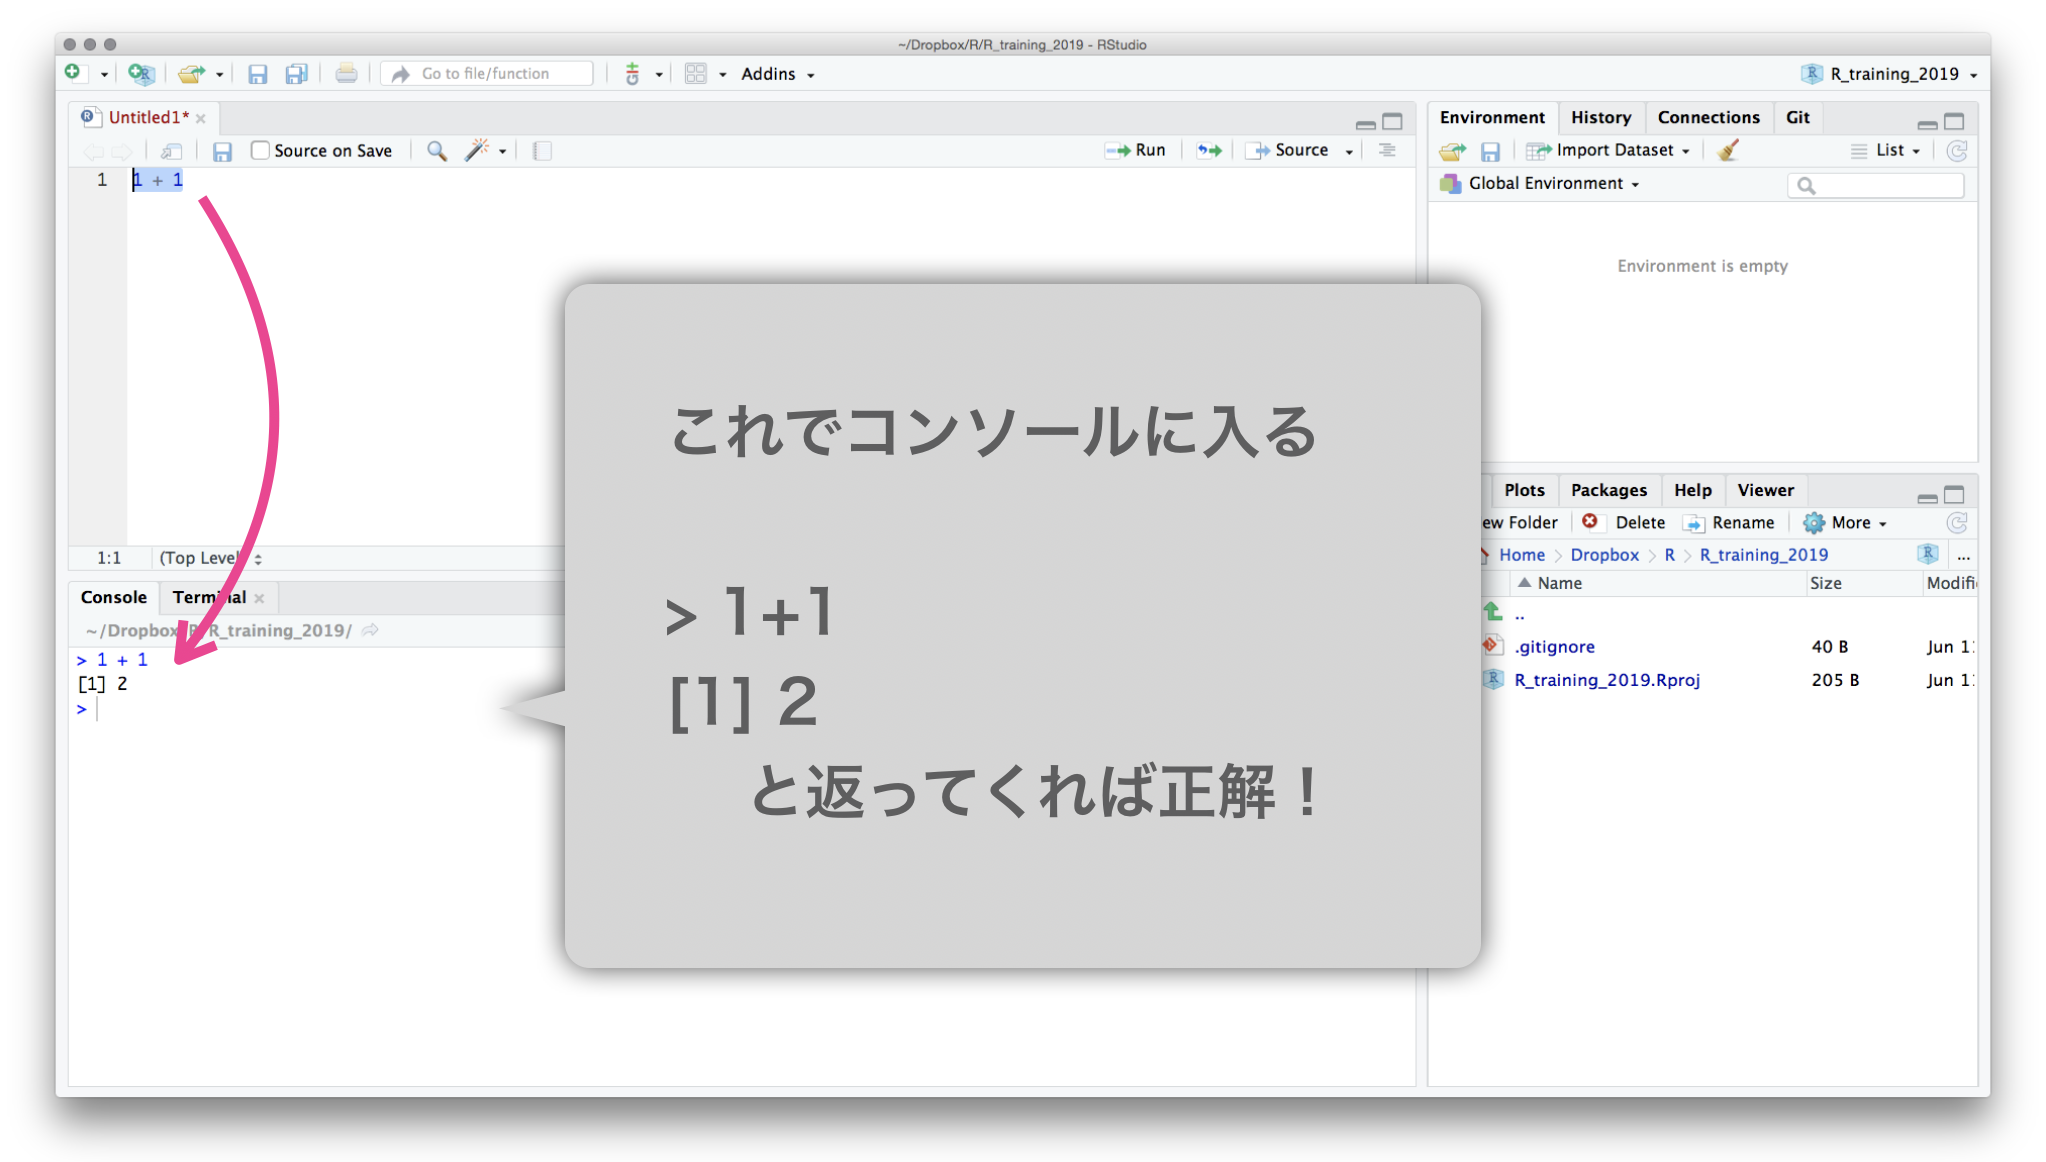 ~/Dropbox/R/R_training_2019 - RStudio
Go to file/function
Addins
R_training_2019
Untitled1*
Source on Save
Run
Source
1
1 + 1
1:1
(Top Level)
Console
Terminal
~/Dropbox/R/R_training_2019/
> 1 + 1
[1] 2
>
これでコンソールに入る
> 1+1
[1] 2
と返ってくれば正解！
Environment
History
Connections
Git
Import Dataset
List
Global Environment
Environment is empty
Plots
Packages
Help
Viewer
ew Folder
Delete
Rename
More
Home
Dropbox
R
R_training_2019
...
Name
Size
Modifi
..
.gitignore
40 B
Jun 1
R_training_2019.Rproj
205 B
Jun 1